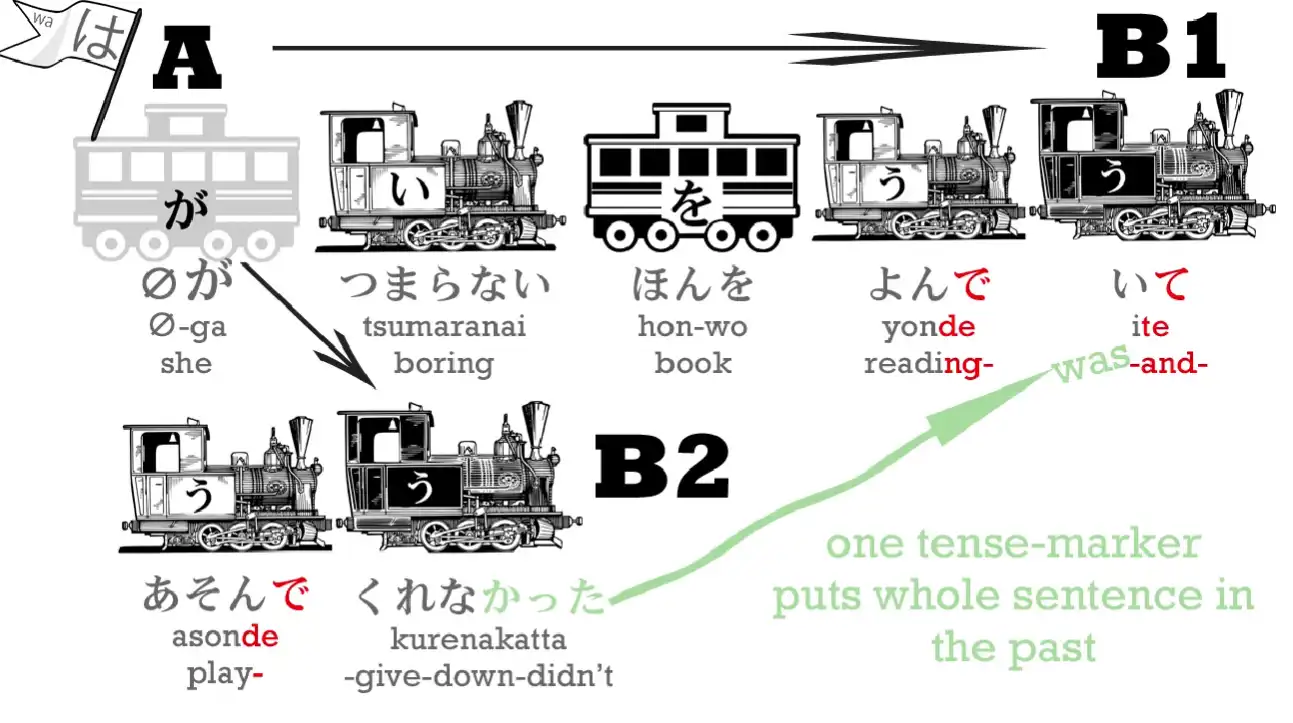 wa
は
A
B1
が
い
を
う
う
∅が
つまらない
ほんを
よんで
いて
∅-ga
tsumaranai
hon-wo
yonde
ite
she
boring
book
reading-
was
-and-
う
う
B2
あそんで
くれなかった
asonde
kurenakatta
play-
-give-down-didn't
one tense-marker
puts whole sentence in
the past